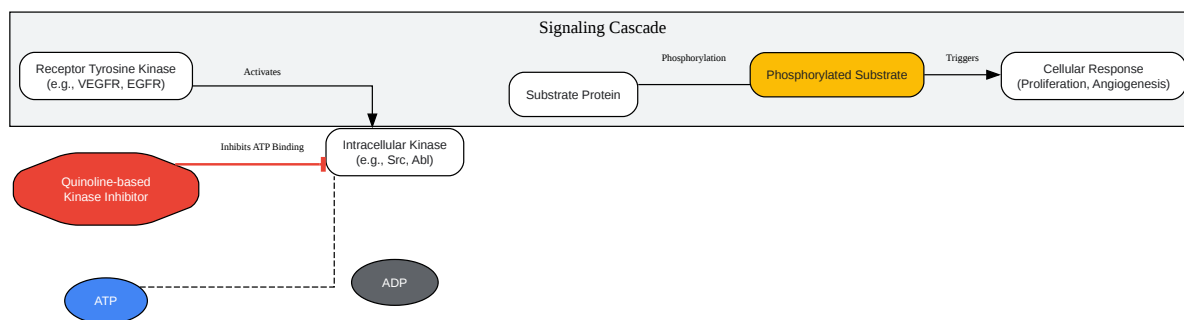 Signaling Cascade
Receptor Tyrosine Kinase
(e.g., VEGFR, EGFR)
Activates
Substrate Protein
Phosphorylation
Phosphorylated Substrate
Triggers
Cellular Response
(Proliferation, Angiogenesis)
Quinoline-based
Kinase Inhibitor
Inhibits ATP Binding
Intracellular Kinase
(e.g., Src, Abl)
ATP
ADP